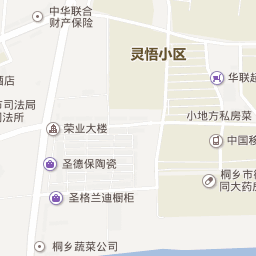 中华联合
财产保险
灵悟小区
酒店
华联超
市司法局
司法所
小地方私房菜
荣业大楼
中国移
圣德保陶瓷
桐乡市
同大药房
圣格兰迪橱柜
桐乡蔬菜公司